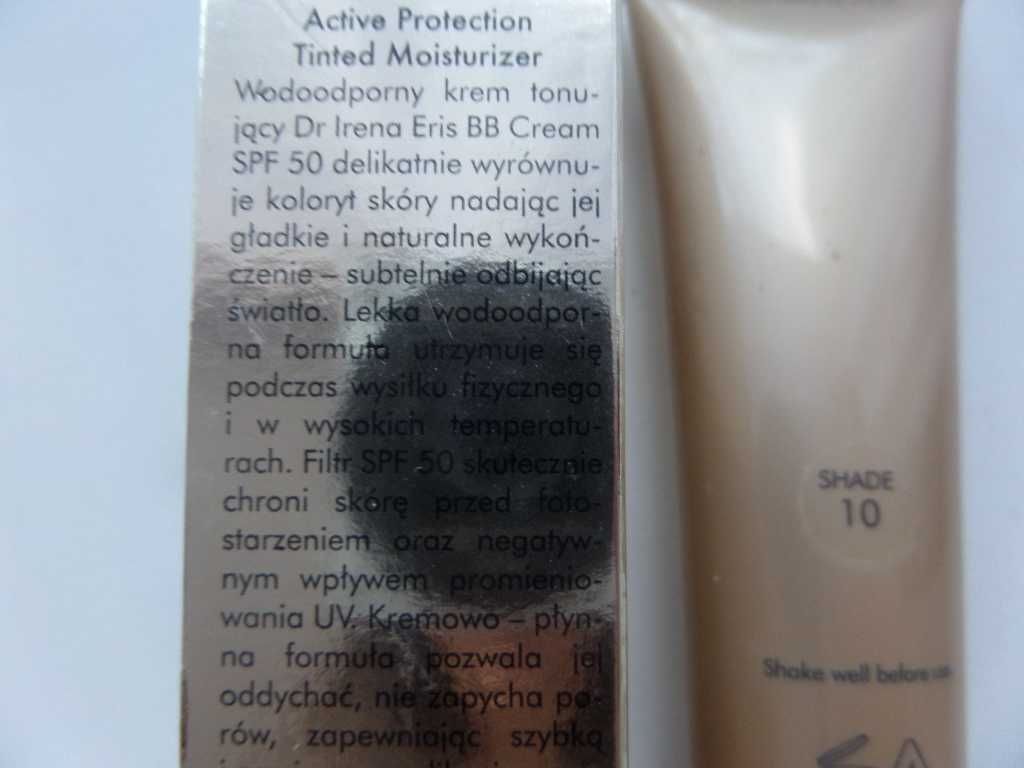 Active Protection
Tinted Moisturizer
Wodoodporny krem tonu-
jący Dr Irena Eris BB Cream
SPF 50 delikatnie wyrównu-
je koloryt skóry nadając jej
gładkie i naturalne wykoń-
czenie – subtelnie odbijając
światło. Lekka wodoodpor-
na formuła utrzymuje się
podczas wysiłku fizycznego
i w wysokich temperatu-
rach. Filtr SPF 50 skutecznie
chroni skórę przed foto-
starzeniem oraz negatyw-
nym wpływem promienio-
wania UV. Kremowo – płyn-
na formuła pozwala jej
oddychać, nie zapycha po-
rów, zapewniając szybką
SHADE
10
Shake well before use